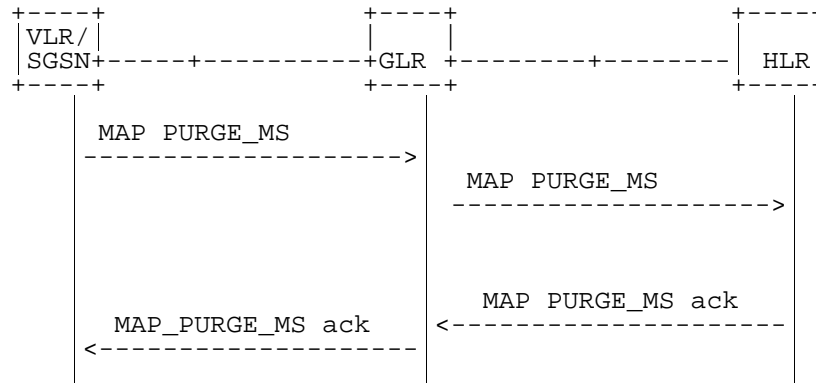 VLR/
SGSN GLR HLR
MAP PURGE_MS
MAP PURGE_MS
MAP PURGE_MS ack
MAP_PURGE_MS ack